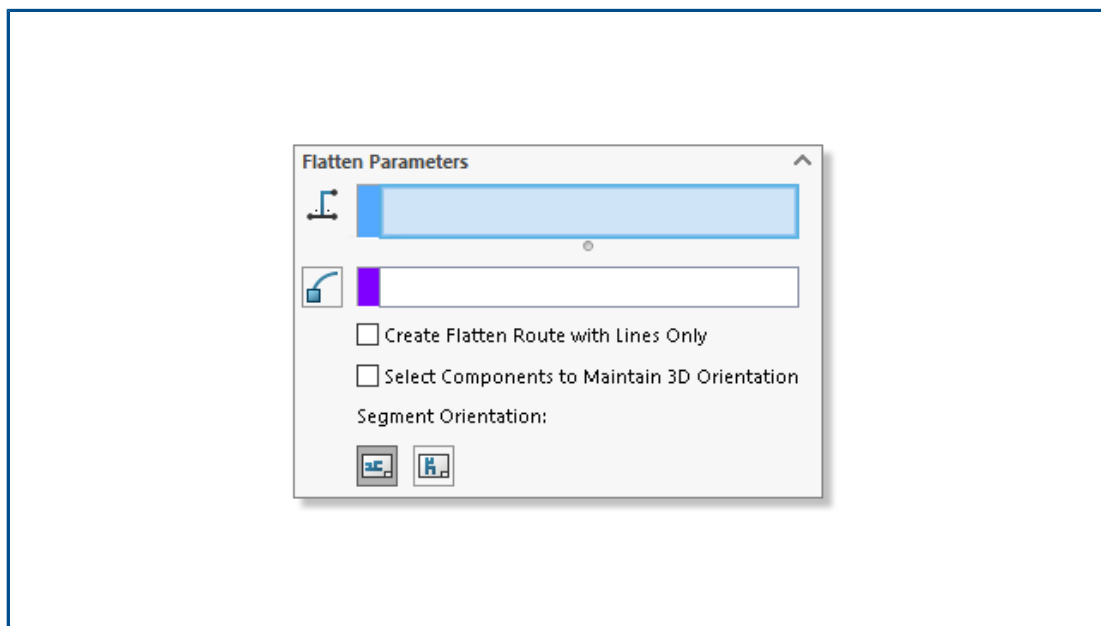 Flatten Parameters
Create Flatten Route with Lines Only
Select Components to Maintain 3D Orientation
Segment Orientation: